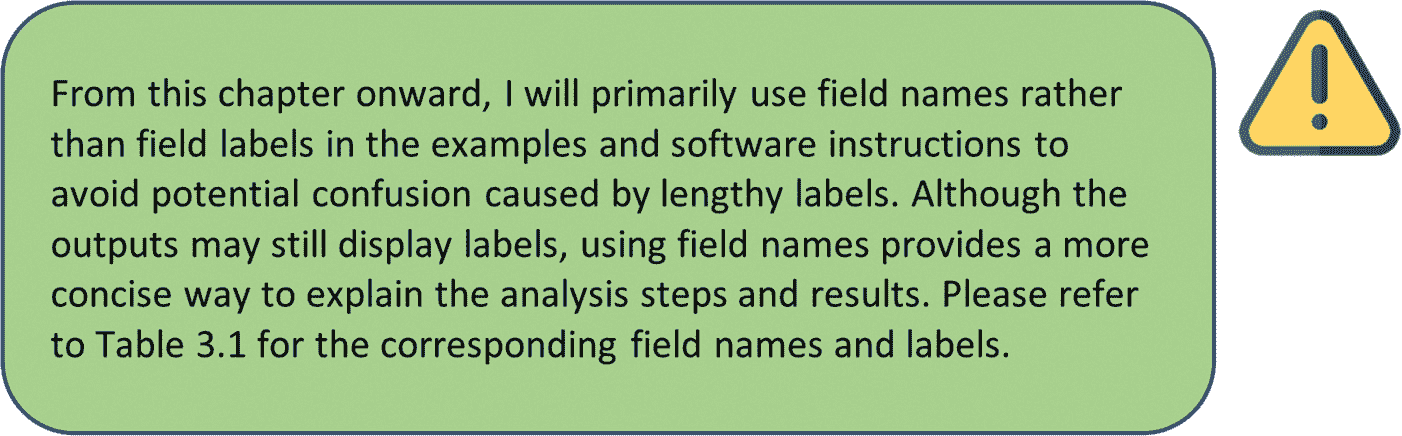 From this chapter onward, I will primarily use field names rather
than field labels in the examples and software instructions to
avoid potential confusion caused by lengthy labels. Although the
outputs may still display labels, using field names provides a more
concise way to explain the analysis steps and results. Please refer
to Table 3.1 for the corresponding field names and labels.